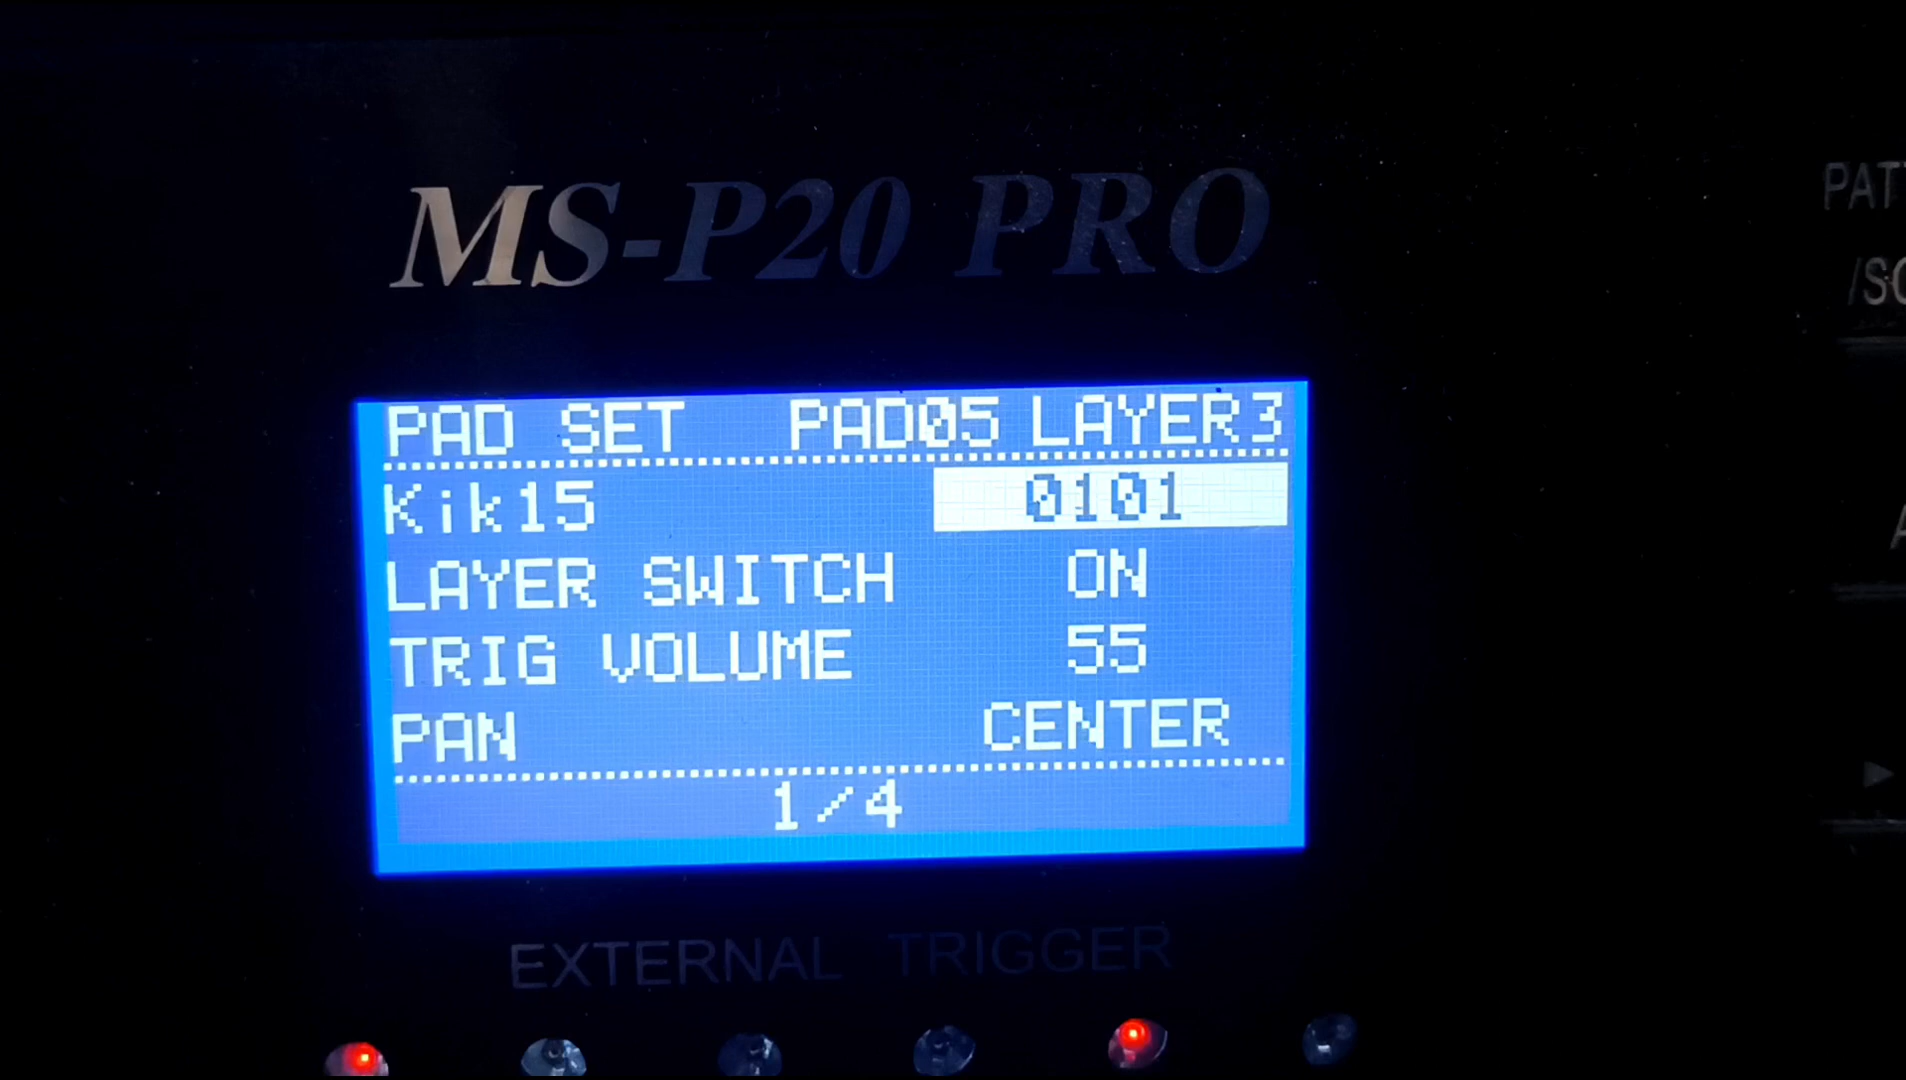 MS-P20 PRO
PAD SET PAD05 LAYER3
Kik15 0101
LAYER SWITCH ON
TRIG VOLUME 55
PAN CENTER
1/4
EXTERNAL TRIGGER